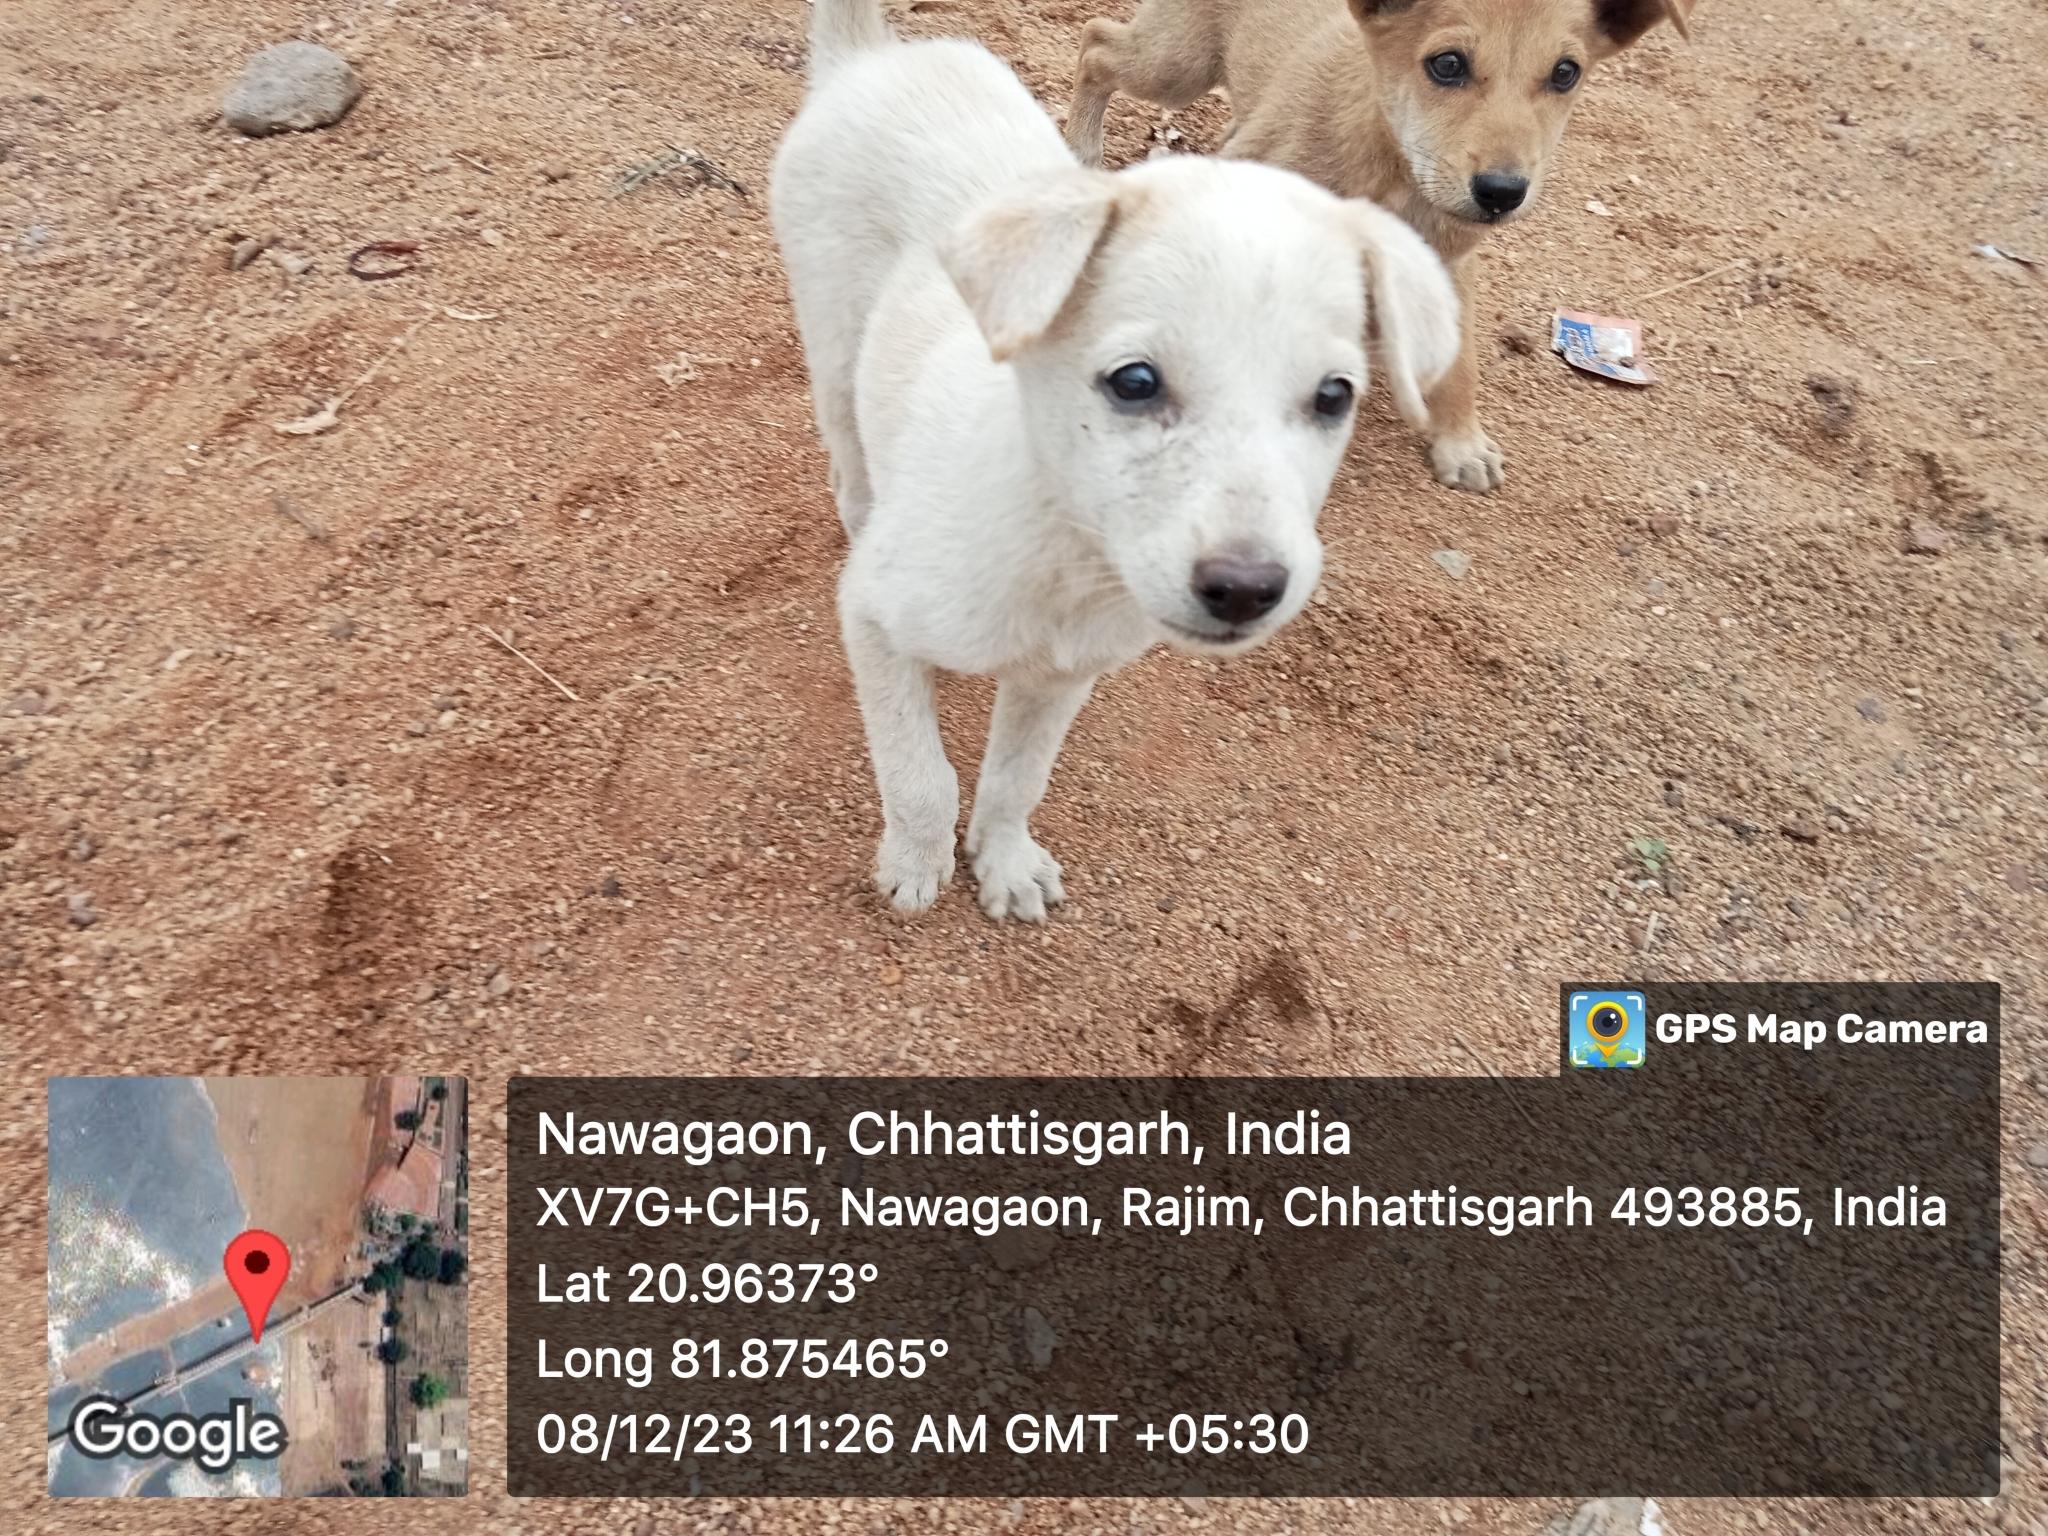 GPS Map Camera
Nawagaon, Chhattisgarh, India
XV7G+CH5, Nawagaon, Rajim, Chhattisgarh 493885, India
Lat 20.96373°
Long 81.875465°
08/12/23 11:26 AM GMT +05:30
Google